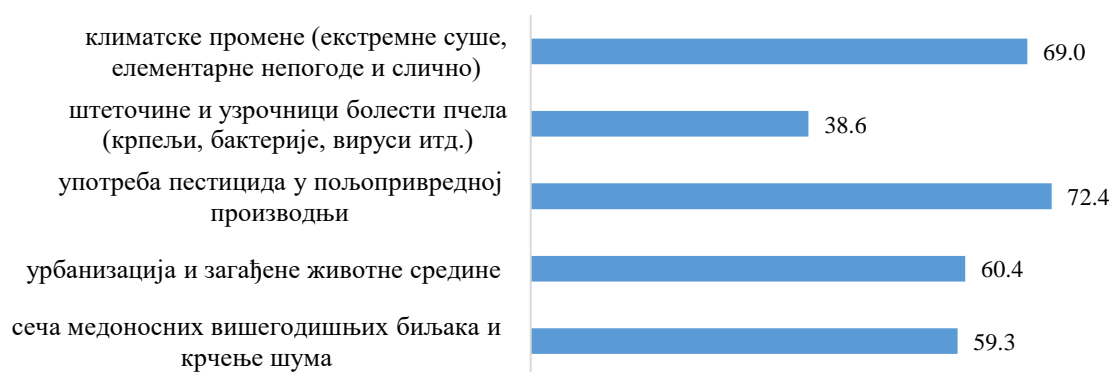 климатске промене (екстремне суше,
елементарне непогоде и слично)
69.0
штеточине и узрочници болести пчела
(крпељи, бактерије, вируси итд.)
38.6
употреба пестицида у пољопривредној
производњи
72.4
урбанизација и загађене животне средине
60.4
сеча медоносних вишегодишњих биљака и
крчење шума
59.3